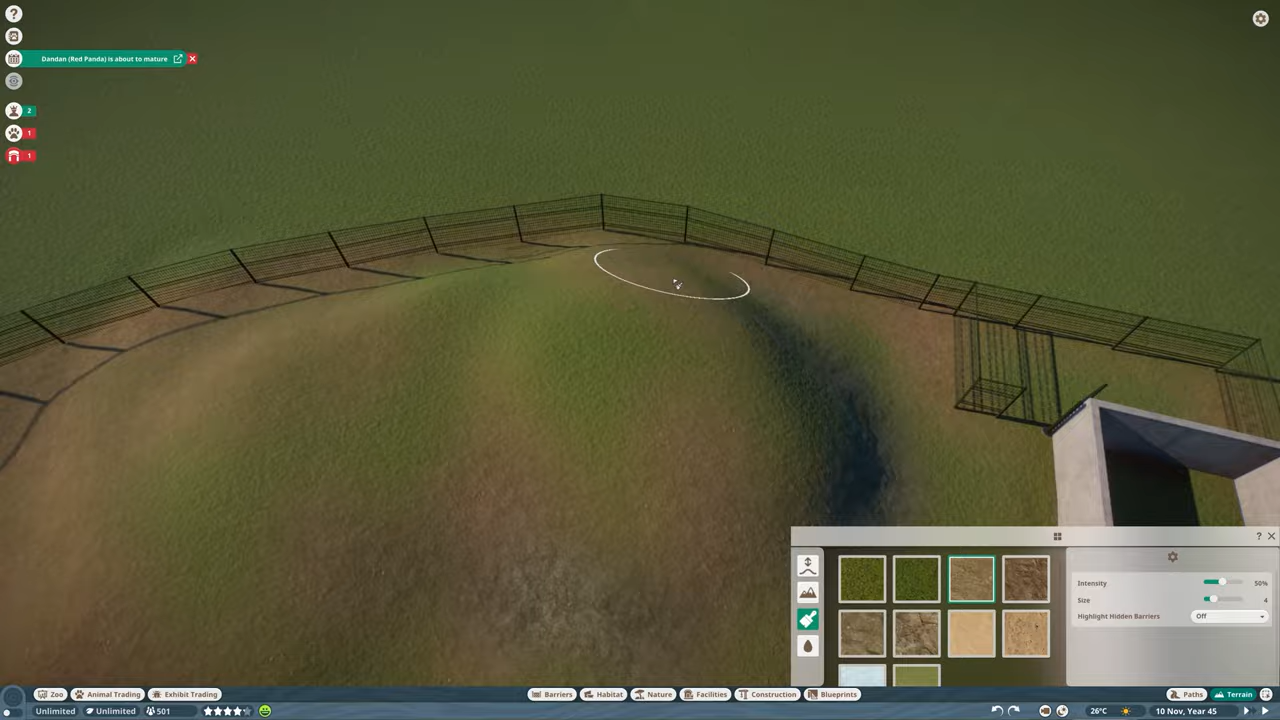 ?
Dandan (Red Panda) is about to mature
2
1
1
?
Intensity 50%
Size 4
Highlight Hidden Barriers Off
Zoo Animal Trading Exhibit Trading Barriers Habitat Nature Facilities Construction Blueprints Paths Terrain
Unlimited Unlimited 501 26°C 10 Nov, Year 45